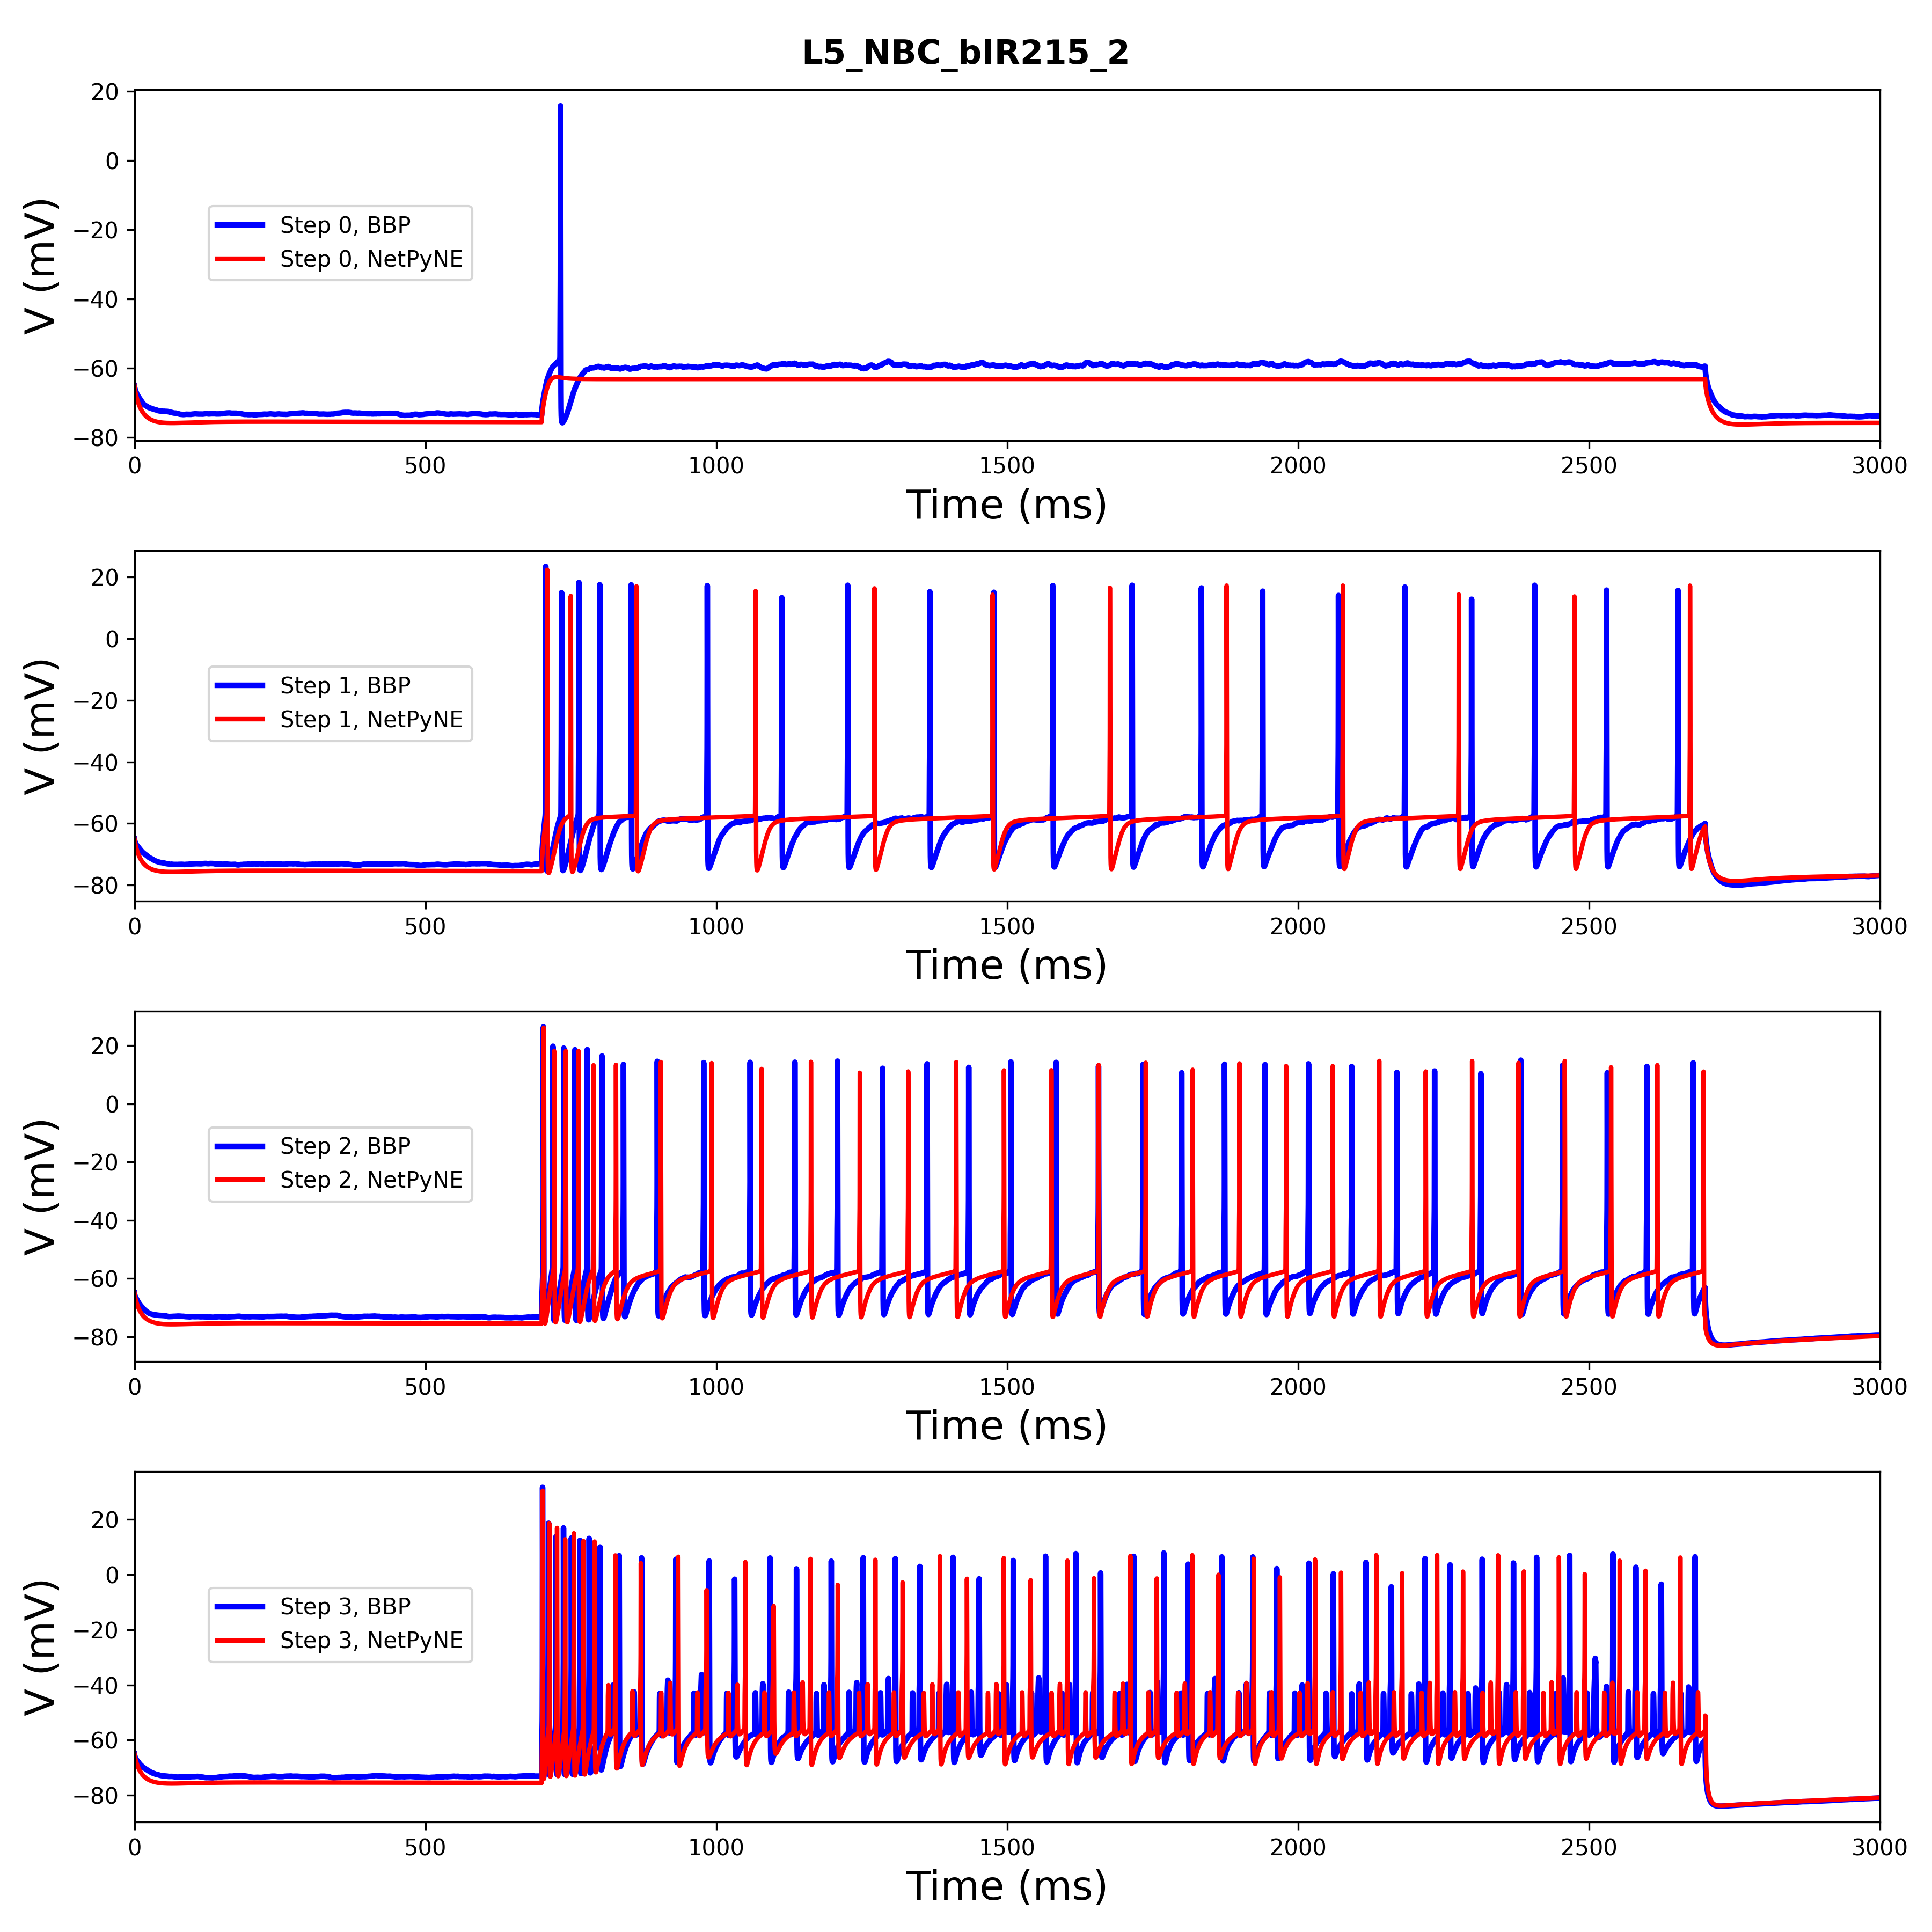 L5_NBC_bIR215_2
20
0
−20
−40
−60
−80
V (mV)
Step 0, BBP
Step 0, NetPyNE
0 500 1000 1500 2000 2500 3000
Time (ms)
20
0
−20
−40
−60
−80
V (mV)
Step 1, BBP
Step 1, NetPyNE
0 500 1000 1500 2000 2500 3000
Time (ms)
20
0
−20
−40
−60
−80
V (mV)
Step 2, BBP
Step 2, NetPyNE
0 500 1000 1500 2000 2500 3000
Time (ms)
20
0
−20
−40
−60
−80
V (mV)
Step 3, BBP
Step 3, NetPyNE
0 500 1000 1500 2000 2500 3000
Time (ms)